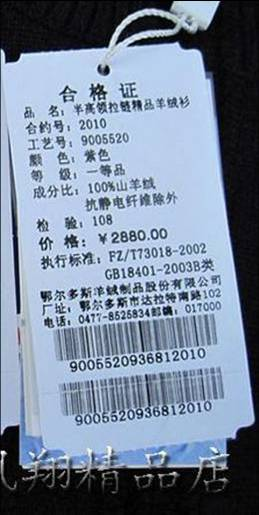 合格证
品 名：半高领拉链精品羊绒衫
合约号：2010
工艺号：9005520
颜 色：紫色
等 级：一等品
成分比：100%山羊绒
抗静电纤维除外
检 验：108
价 格：￥2880.00
执行标准：FZ/T73018-2002
GB18401-2003B类
鄂尔多斯羊绒制品股份有限公司
厂址：鄂尔多斯市达拉特南路102
电话：0477-8525834邮编：017000
9005520936812010
9005520936812010
翔精品店